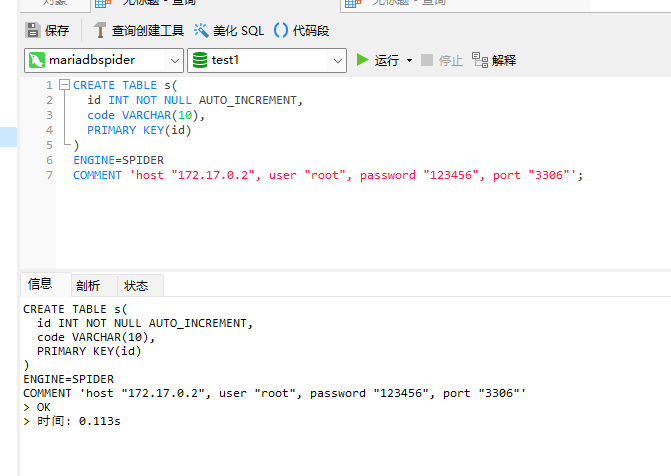 对象
无标题 - 查询
无标题 - 查询
保存 查询创建工具 美化 SQL () 代码段
mariadbspider test1 运行 停止 解释
1 CREATE TABLE s(
2 id INT NOT NULL AUTO_INCREMENT,
3 code VARCHAR(10),
4 PRIMARY KEY(id)
5 )
6 ENGINE=SPIDER
7 COMMENT 'host "172.17.0.2", user "root", password "123456", port "3306"';
信息 剖析 状态
CREATE TABLE s(
id INT NOT NULL AUTO_INCREMENT,
code VARCHAR(10),
PRIMARY KEY(id)
)
ENGINE=SPIDER
COMMENT 'host "172.17.0.2", user "root", password "123456", port "3306"'
> OK
> 时间: 0.113s